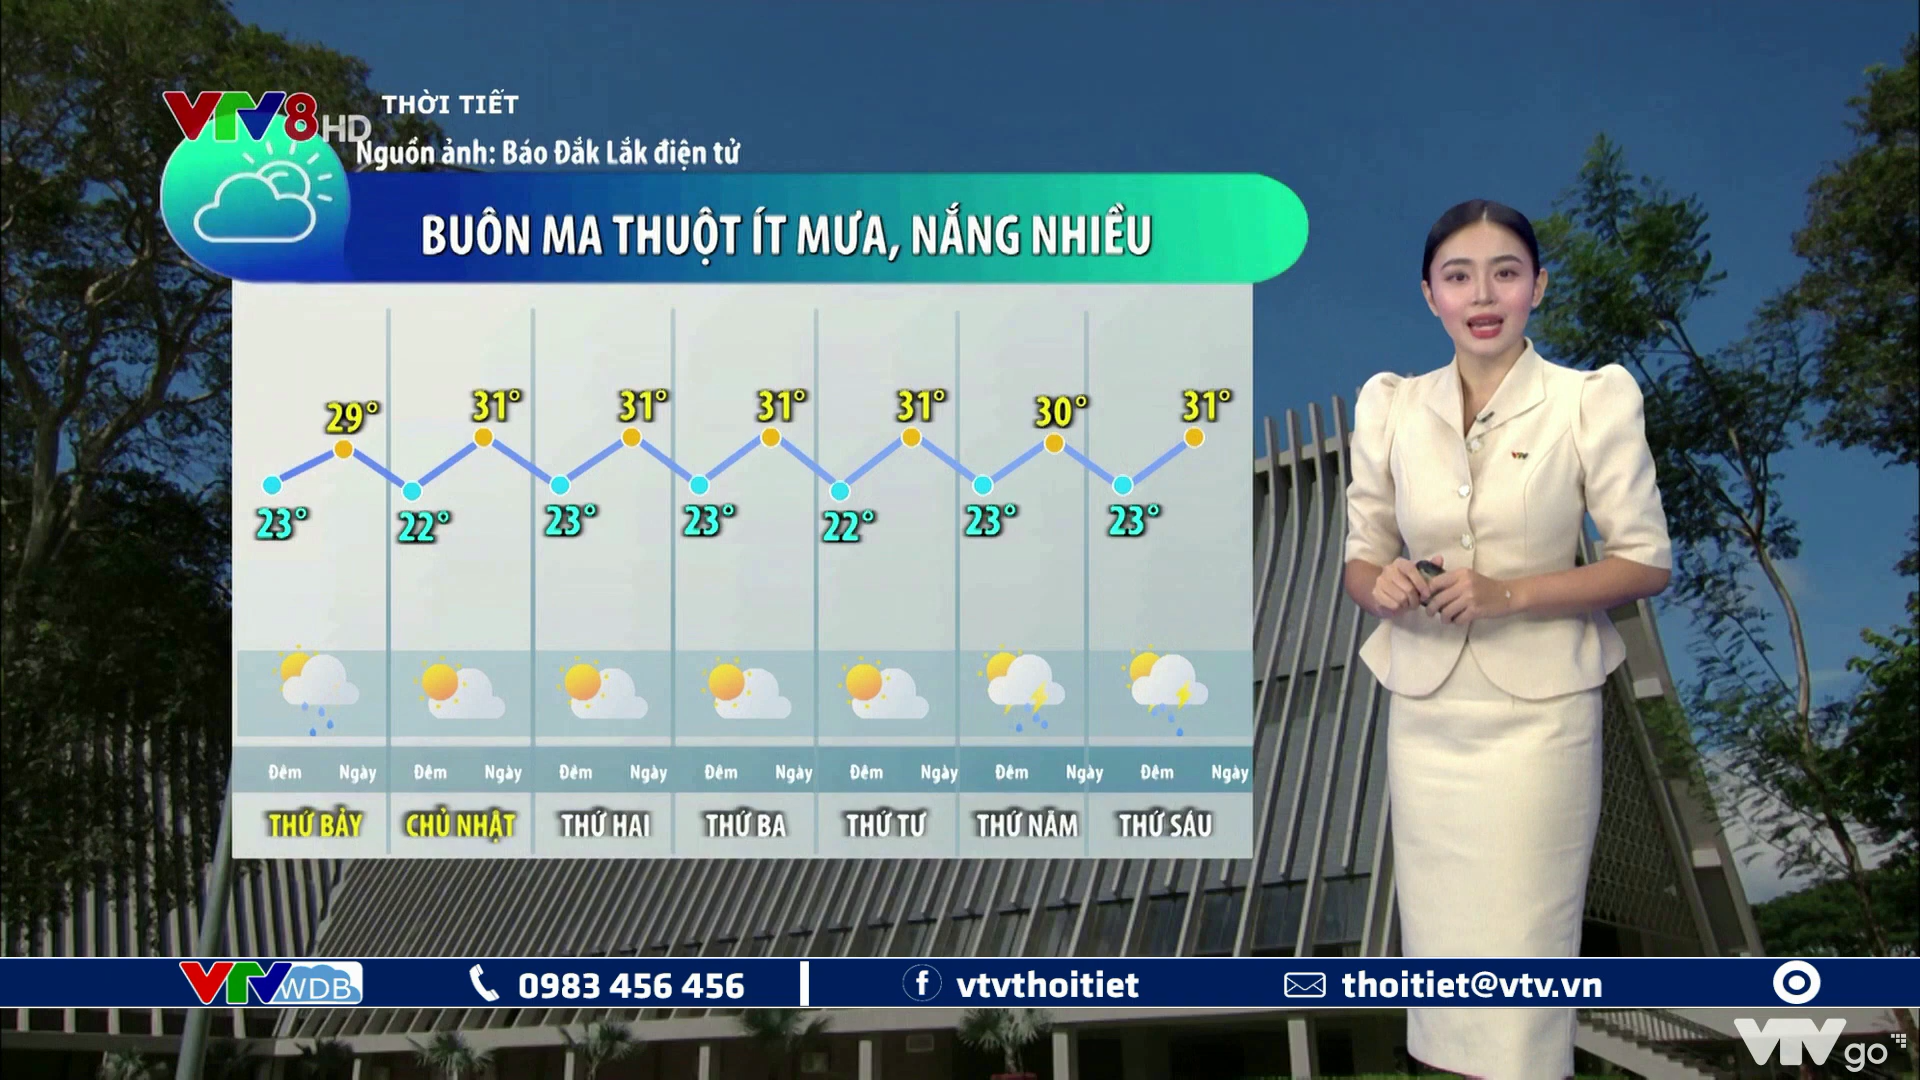 VTV8 HD
THỜI TIẾT
Nguồn ảnh: Báo Đắk Lắk điện tử
BUÔN MA THUỘT ÍT MƯA, NẮNG NHIỀU
29° 31° 31° 31° 31° 30° 31°
23° 22° 23° 23° 22° 23° 23°
Đêm Ngày Đêm Ngày Đêm Ngày Đêm Ngày Đêm Ngày Đêm Ngày Đêm Ngày
THỨ BẢY CHỦ NHẬT THỨ HAI THỨ BA THỨ TƯ THỨ NĂM THỨ SÁU
VTV
VTV WDB 0983 456 456 f vtvthoitiet thoitiet@vtv.vn
VTV go